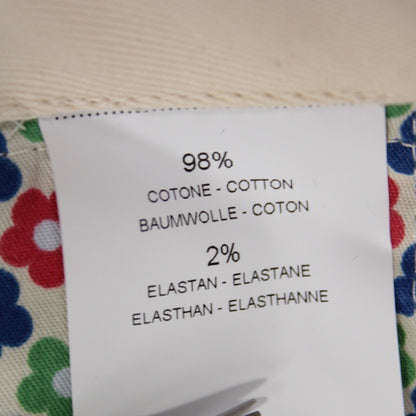 98%
COTONE - COTTON
BAUMWOLLE - COTON
2%
ELASTAN - ELASTANE
ELASTHAN - ELASTHANNE